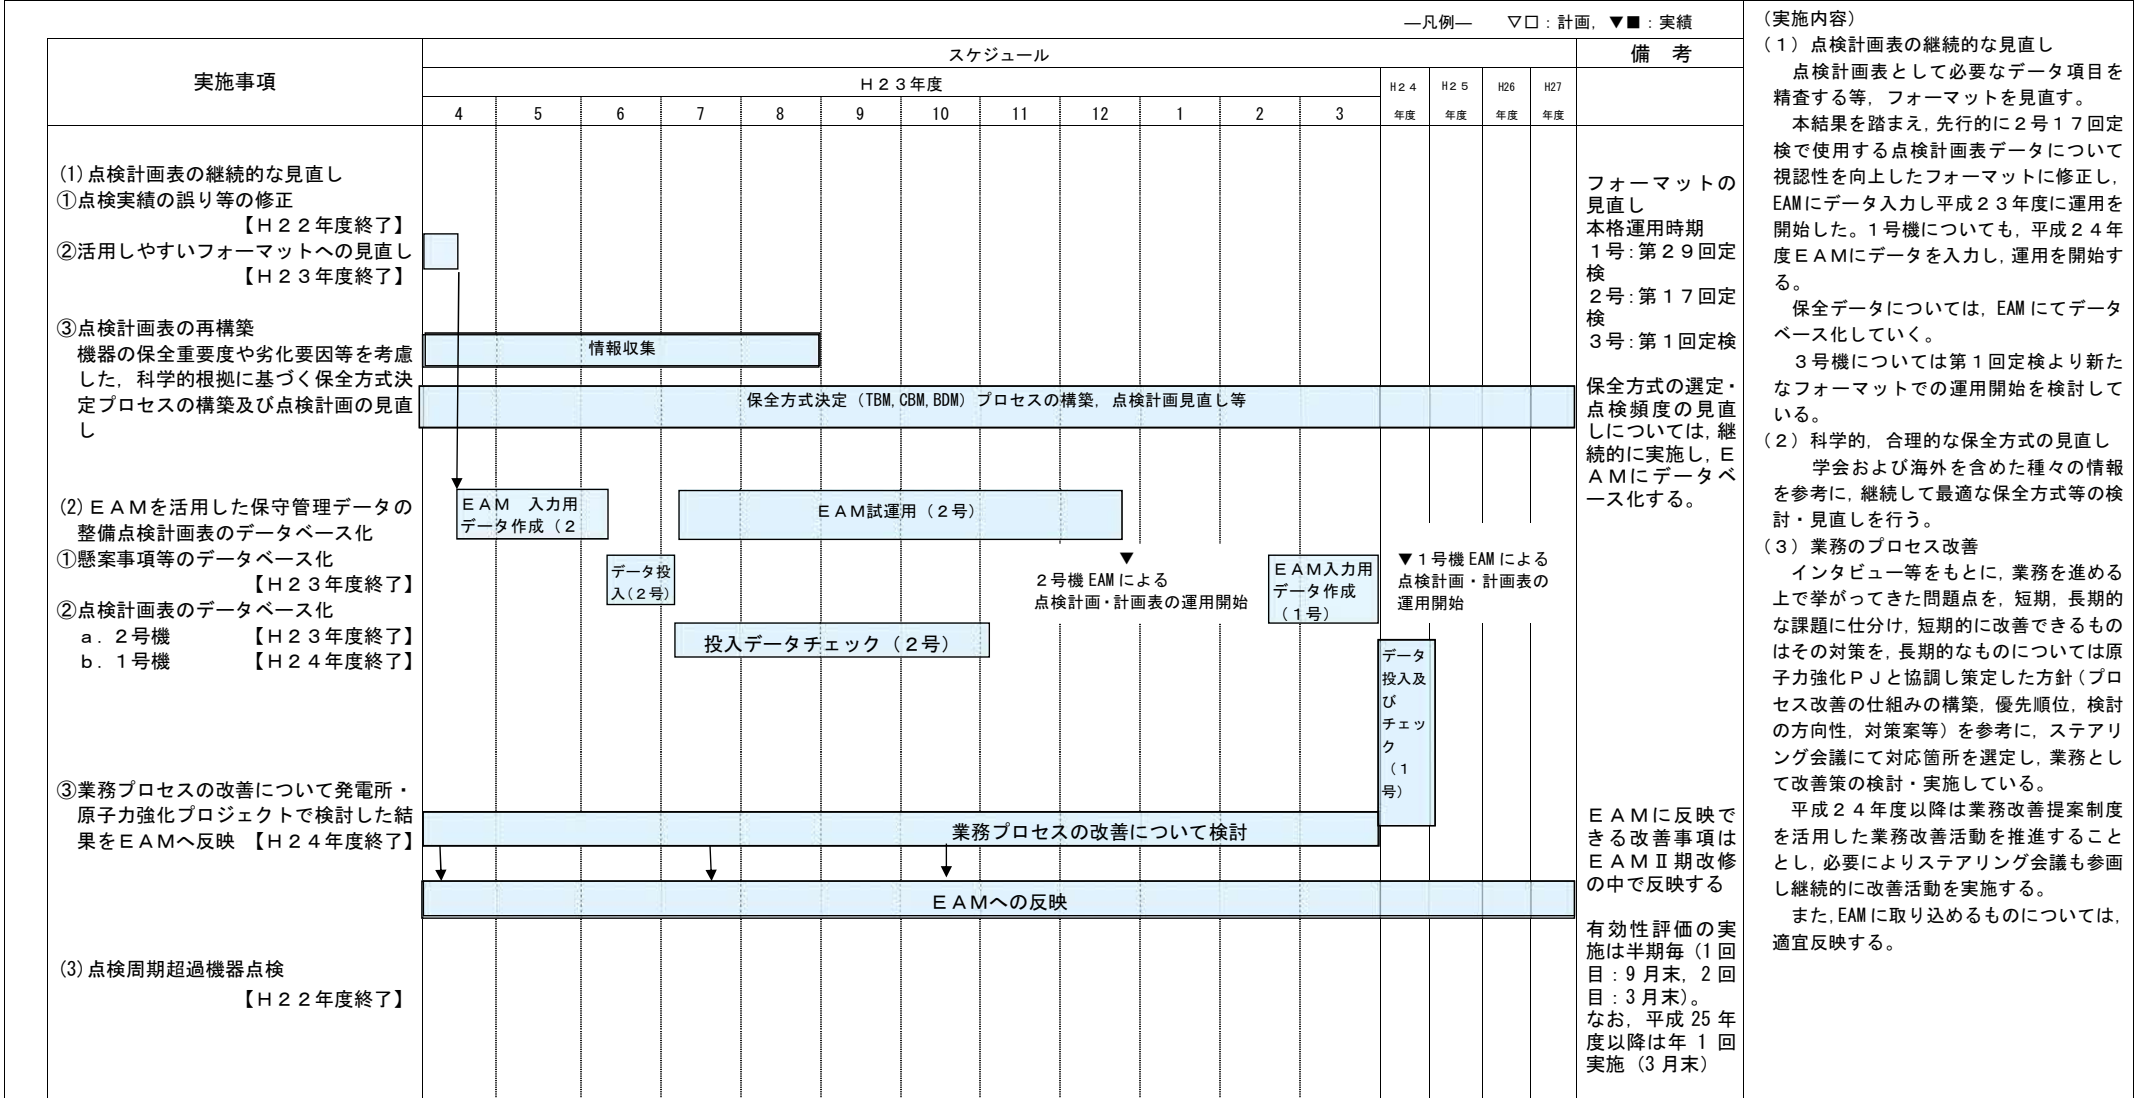 ―凡例―　▽□：計画，▼■：実績
実施事項
スケジュール
備　考
Ｈ２３年度
Ｈ２４
年度
Ｈ２５
年度
H26
年度
H27
年度
4 5 6 7 8 9 10 11 12 1 2 3
(1)点検計画表の継続的な見直し
①点検実績の誤り等の修正
【Ｈ２２年度終了】
②活用しやすいフォーマットへの見直し
【Ｈ２３年度終了】
③点検計画表の再構築
機器の保全重要度や劣化要因等を考慮
した，科学的根拠に基づく保全方式決
定プロセスの構築及び点検計画の見直
し
(2)ＥＡＭを活用した保守管理データの
整備点検計画表のデータベース化
①懸案事項等のデータベース化
【Ｈ２３年度終了】
②点検計画表のデータベース化
ａ．２号機　【Ｈ２３年度終了】
ｂ．１号機　【Ｈ２４年度終了】
③業務プロセスの改善について発電所・
原子力強化プロジェクトで検討した結
果をＥＡＭへ反映　【Ｈ２４年度終了】
(3)点検周期超過機器点検
【Ｈ２２年度終了】
情報収集
保全方式決定（TBM,CBM,BDM）プロセスの構築，点検計画見直し等
ＥＡＭ　入力用
データ作成（２
ＥＡＭ試運用（２号）
データ投
入(２号)
▼
２号機 EAM による
点検計画・計画表の運用開始
ＥＡＭ入力用
データ作成
（１号）
▼１号機 EAM による
点検計画・計画表の
運用開始
投入データチェック（２号）
データ
投入及
び
チェッ
ク
（１
号）
業務プロセスの改善について検討
ＥＡＭへの反映
フォーマットの
見直し
本格運用時期
１号：第２９回定
検
２号：第１７回定
検
３号：第１回定検
保全方式の選定・
点検頻度の見直
しについては，継
続的に実施し，Ｅ
ＡＭにデータベ
ース化する。
ＥＡＭに反映で
きる改善事項は
ＥＡＭⅡ期改修
の中で反映する
有効性評価の実
施は半期毎（1 回
目：9 月末，2 回
目：3 月末）。
なお，平成 25 年
度以降は年 1 回
実施（3 月末）
（実施内容）
（１）点検計画表の継続的な見直し
点検計画表として必要なデータ項目を
精査する等，フォーマットを見直す。
本結果を踏まえ，先行的に２号１７回定
検で使用する点検計画表データについて
視認性を向上したフォーマットに修正し，
EAM にデータ入力し平成２３年度に運用を
開始した。１号機についても，平成２４年
度ＥＡＭにデータを入力し，運用を開始す
る。
保全データについては，EAM にてデータ
ベース化していく。
３号機については第１回定検より新た
なフォーマットでの運用開始を検討して
いる。
（２）科学的，合理的な保全方式の見直し
学会および海外を含めた種々の情報
を参考に，継続して最適な保全方式等の検
討・見直しを行う。
（３）業務のプロセス改善
インタビュー等をもとに，業務を進める
上で挙がってきた問題点を，短期，長期的
な課題に仕分け，短期的に改善できるもの
はその対策を，長期的なものについては原
子力強化ＰＪと協調し策定した方針（プロ
セス改善の仕組みの構築，優先順位，検討
の方向性，対策案等）を参考に，ステアリ
ング会議にて対応箇所を選定し，業務とし
て改善策の検討・実施している。
平成２４年度以降は業務改善提案制度
を活用した業務改善活動を推進すること
とし，必要によりステアリング会議も参画
し継続的に改善活動を実施する。
また，EAM に取り込めるものについては，
適宜反映する。